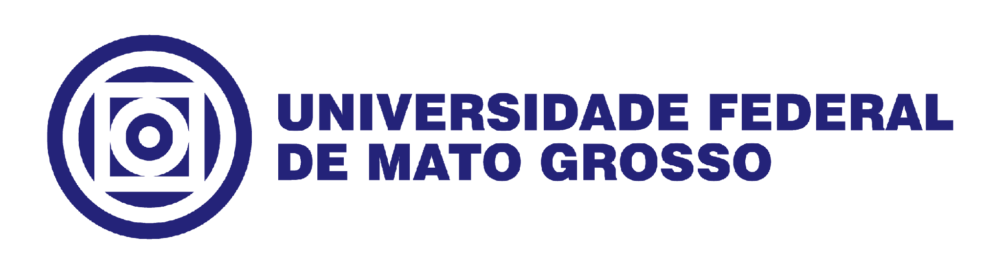 UNIVERSIDADE FEDERAL
DE MATO GROSSO